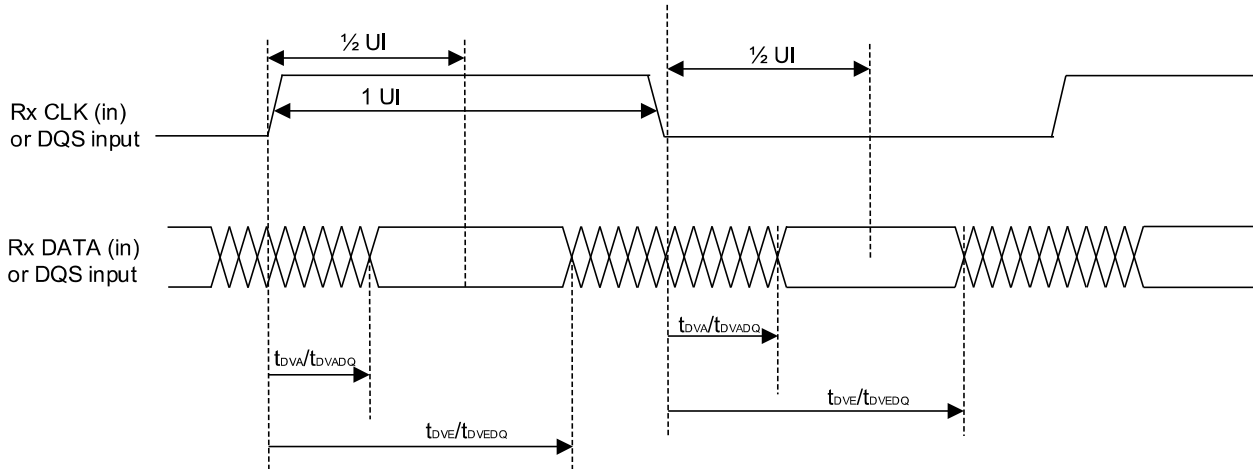 ½ UI
½ UI
1 UI
Rx CLK (in)
or DQS input
Rx DATA (in)
or DQS input
tDVA/tDVADQ
tDVA/tDVADQ
tDVE/tDVEDQ
tDVE/tDVEDQ